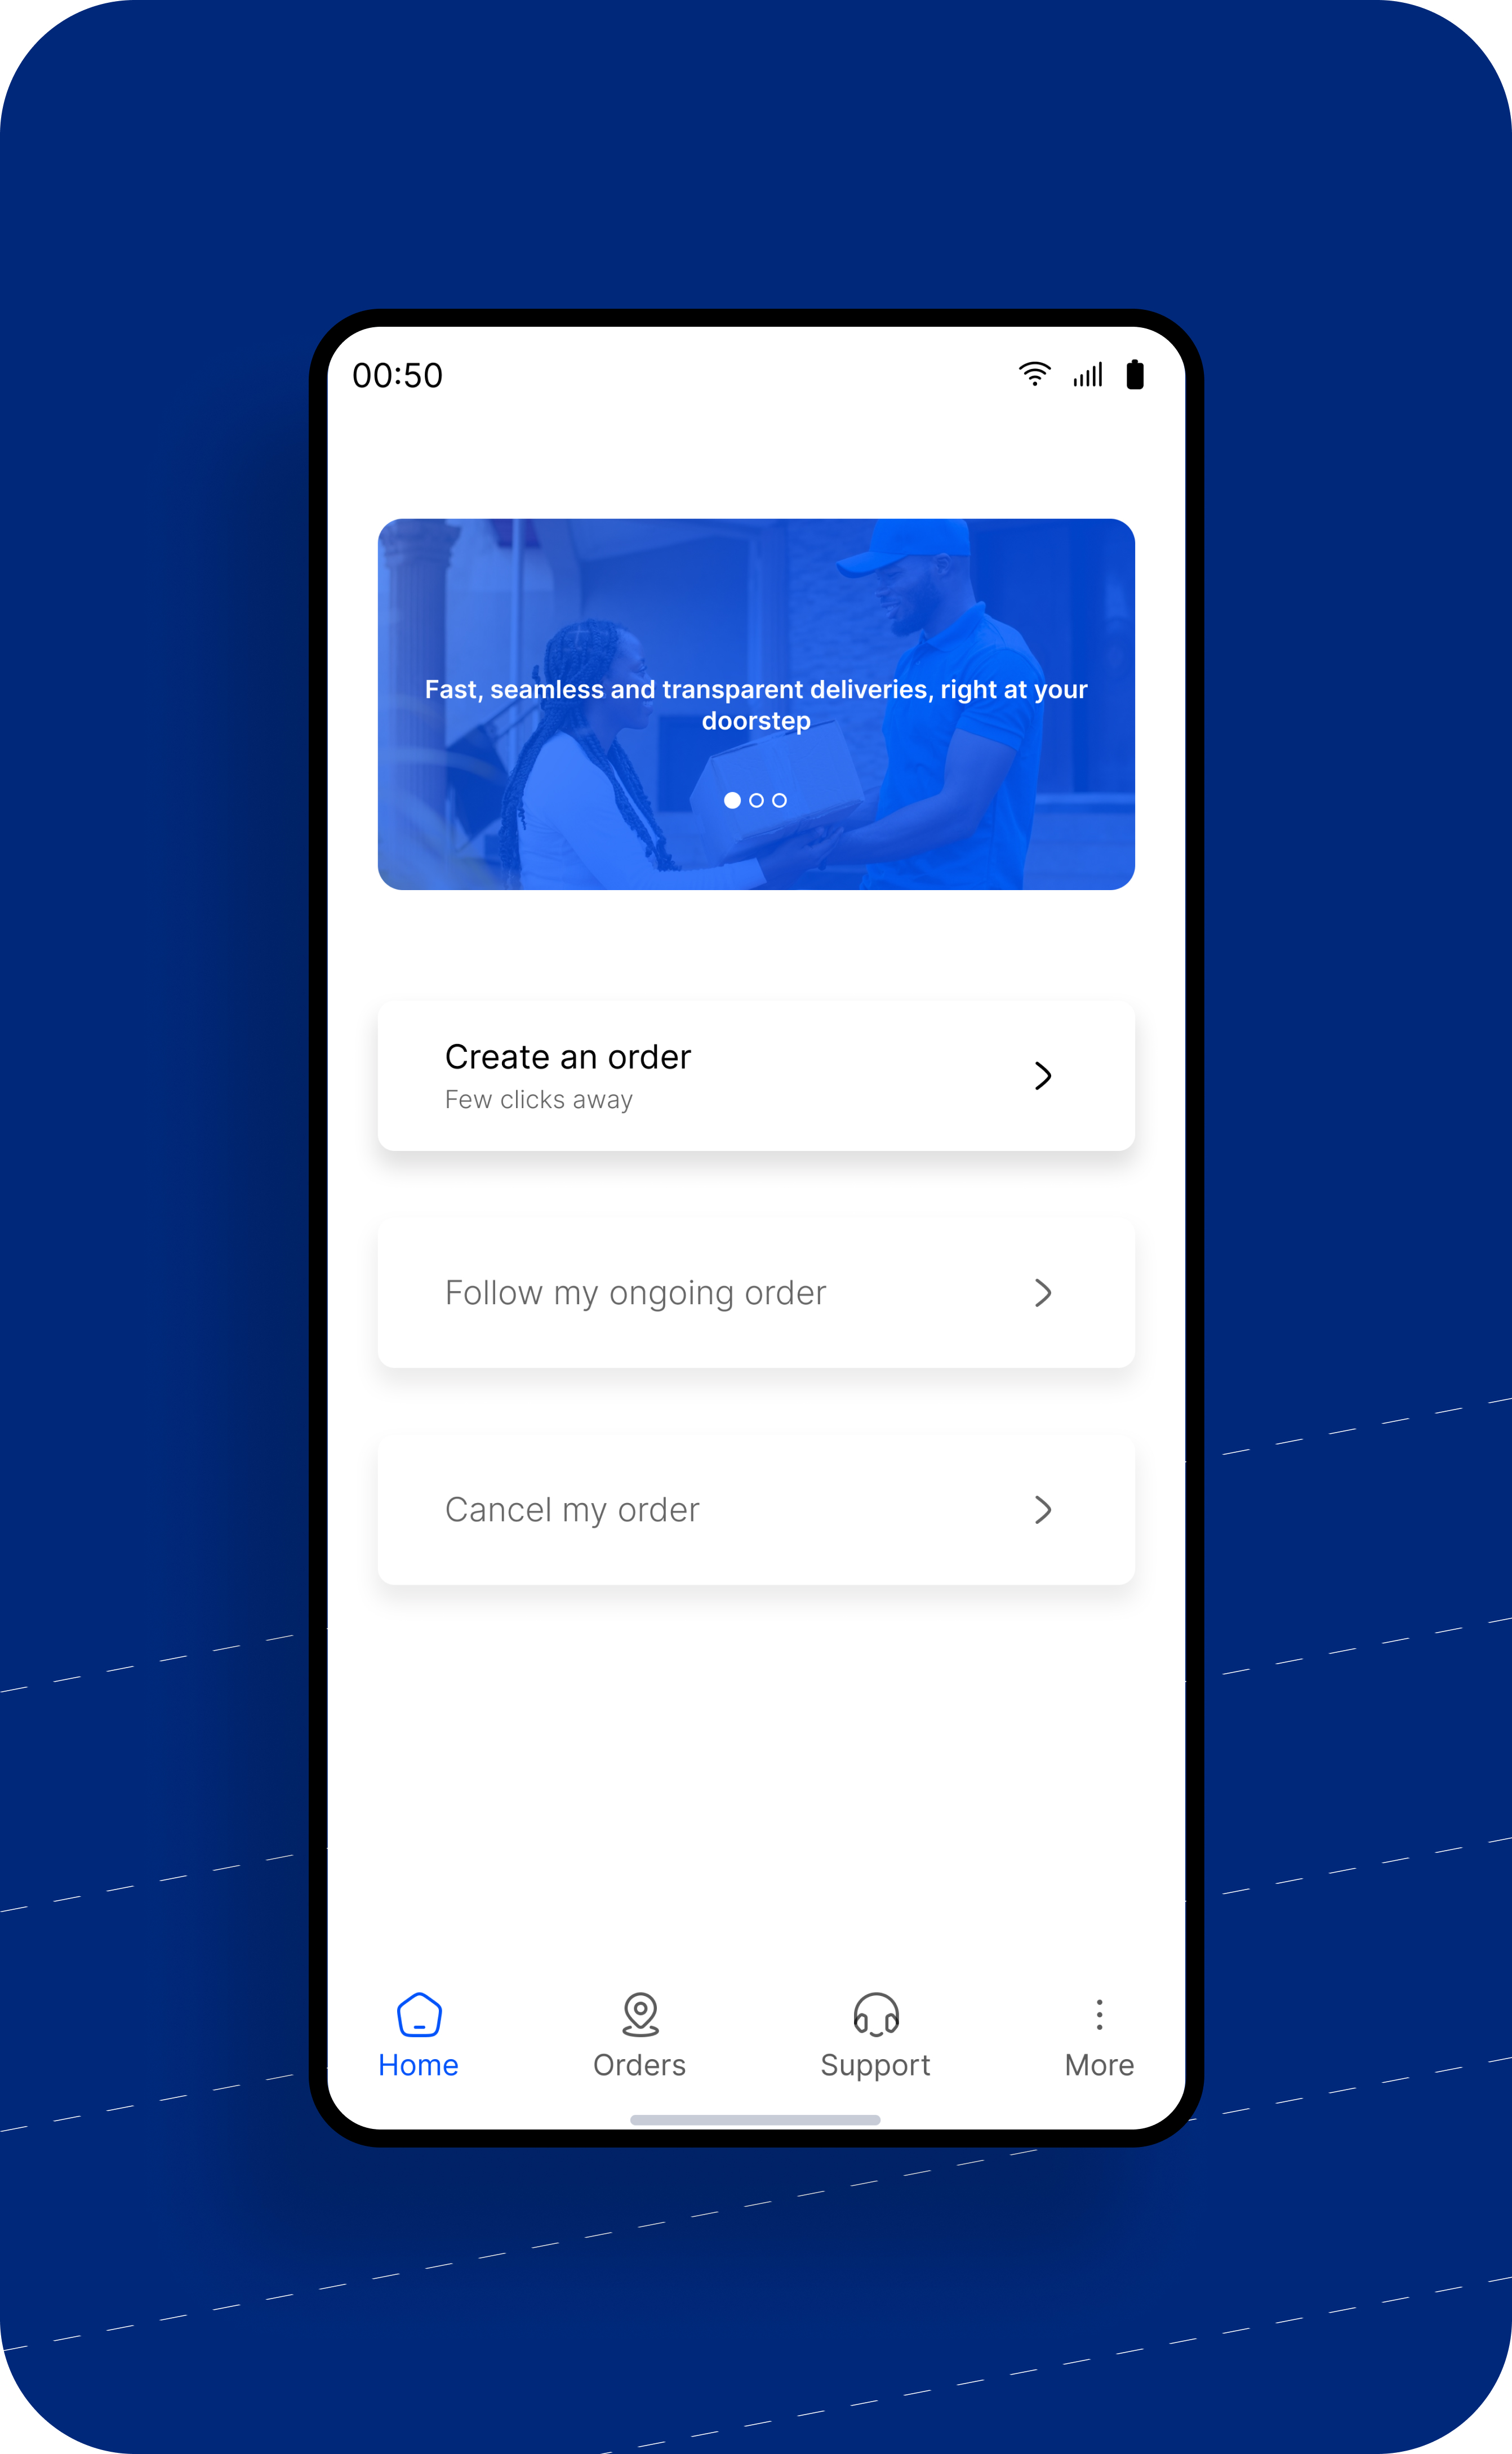 00:50
Fast, seamless and transparent deliveries, right at your
doorstep
Create an order
Few clicks away
Follow my ongoing order
Cancel my order
Home
Orders
Support
More